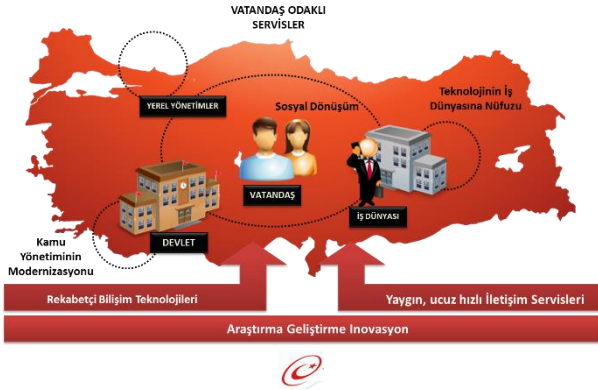 VATANDAŞ ODAKLI
SERVİSLER
YEREL YÖNETİMLER
Sosyal Dönüşüm
Teknolojinin İş
Dünyasına Nüfuzu
VATANDAŞ
İŞ DÜNYASI
DEVLET
Kamu
Yönetiminin
Modernizasyonu
Rekabetçi Bilişim Teknolojileri
Yaygın, ucuz hızlı İletişim Servisleri
Araştırma Geliştirme Inovasyon